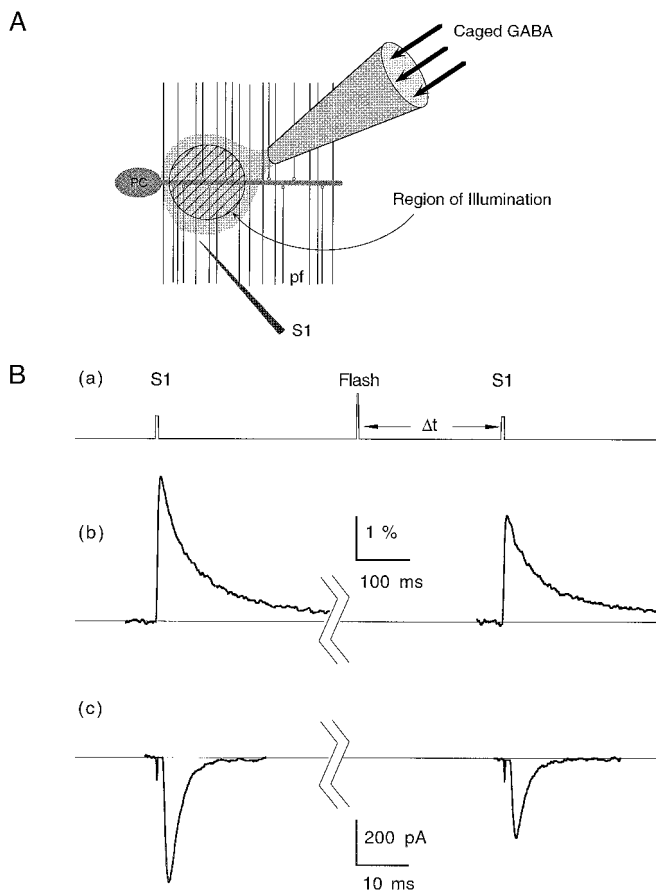 A
Caged GABA
PC
Region of Illumination
pf
S1
B
(a)
S1
Flash
S1
Δt
(b)
1 %
100 ms
(c)
200 pA
10 ms